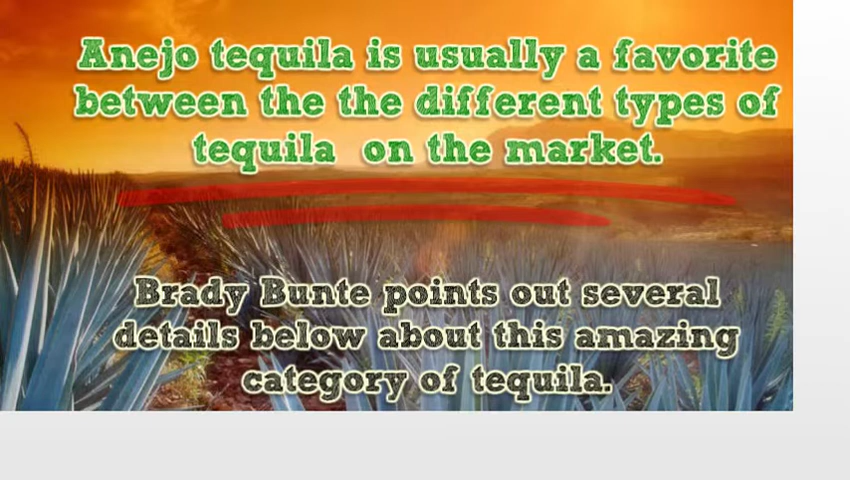 Anejo tequila is usually a favorite
between the the different types of
tequila  on the market.
Brady Bunte points out several
details below about this amazing
category of tequila.